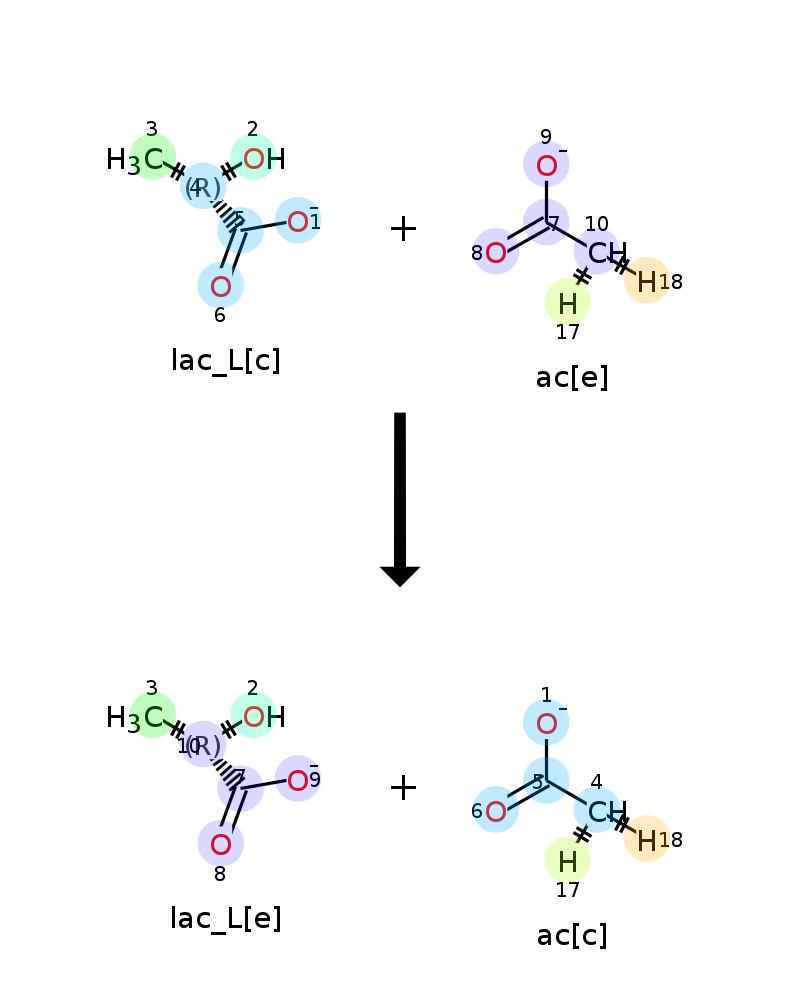 3 2
H3C (R) OH
4
5 O- 1
O
6
lac_L[c]
+
9
O-
7 10
8 O CH
H H 18
17
ac[e]
3 2
H3C (R) OH
10
7 O- 9
O
8
lac_L[e]
+
1
O-
5 4
6 O CH
H H 18
17
ac[c]